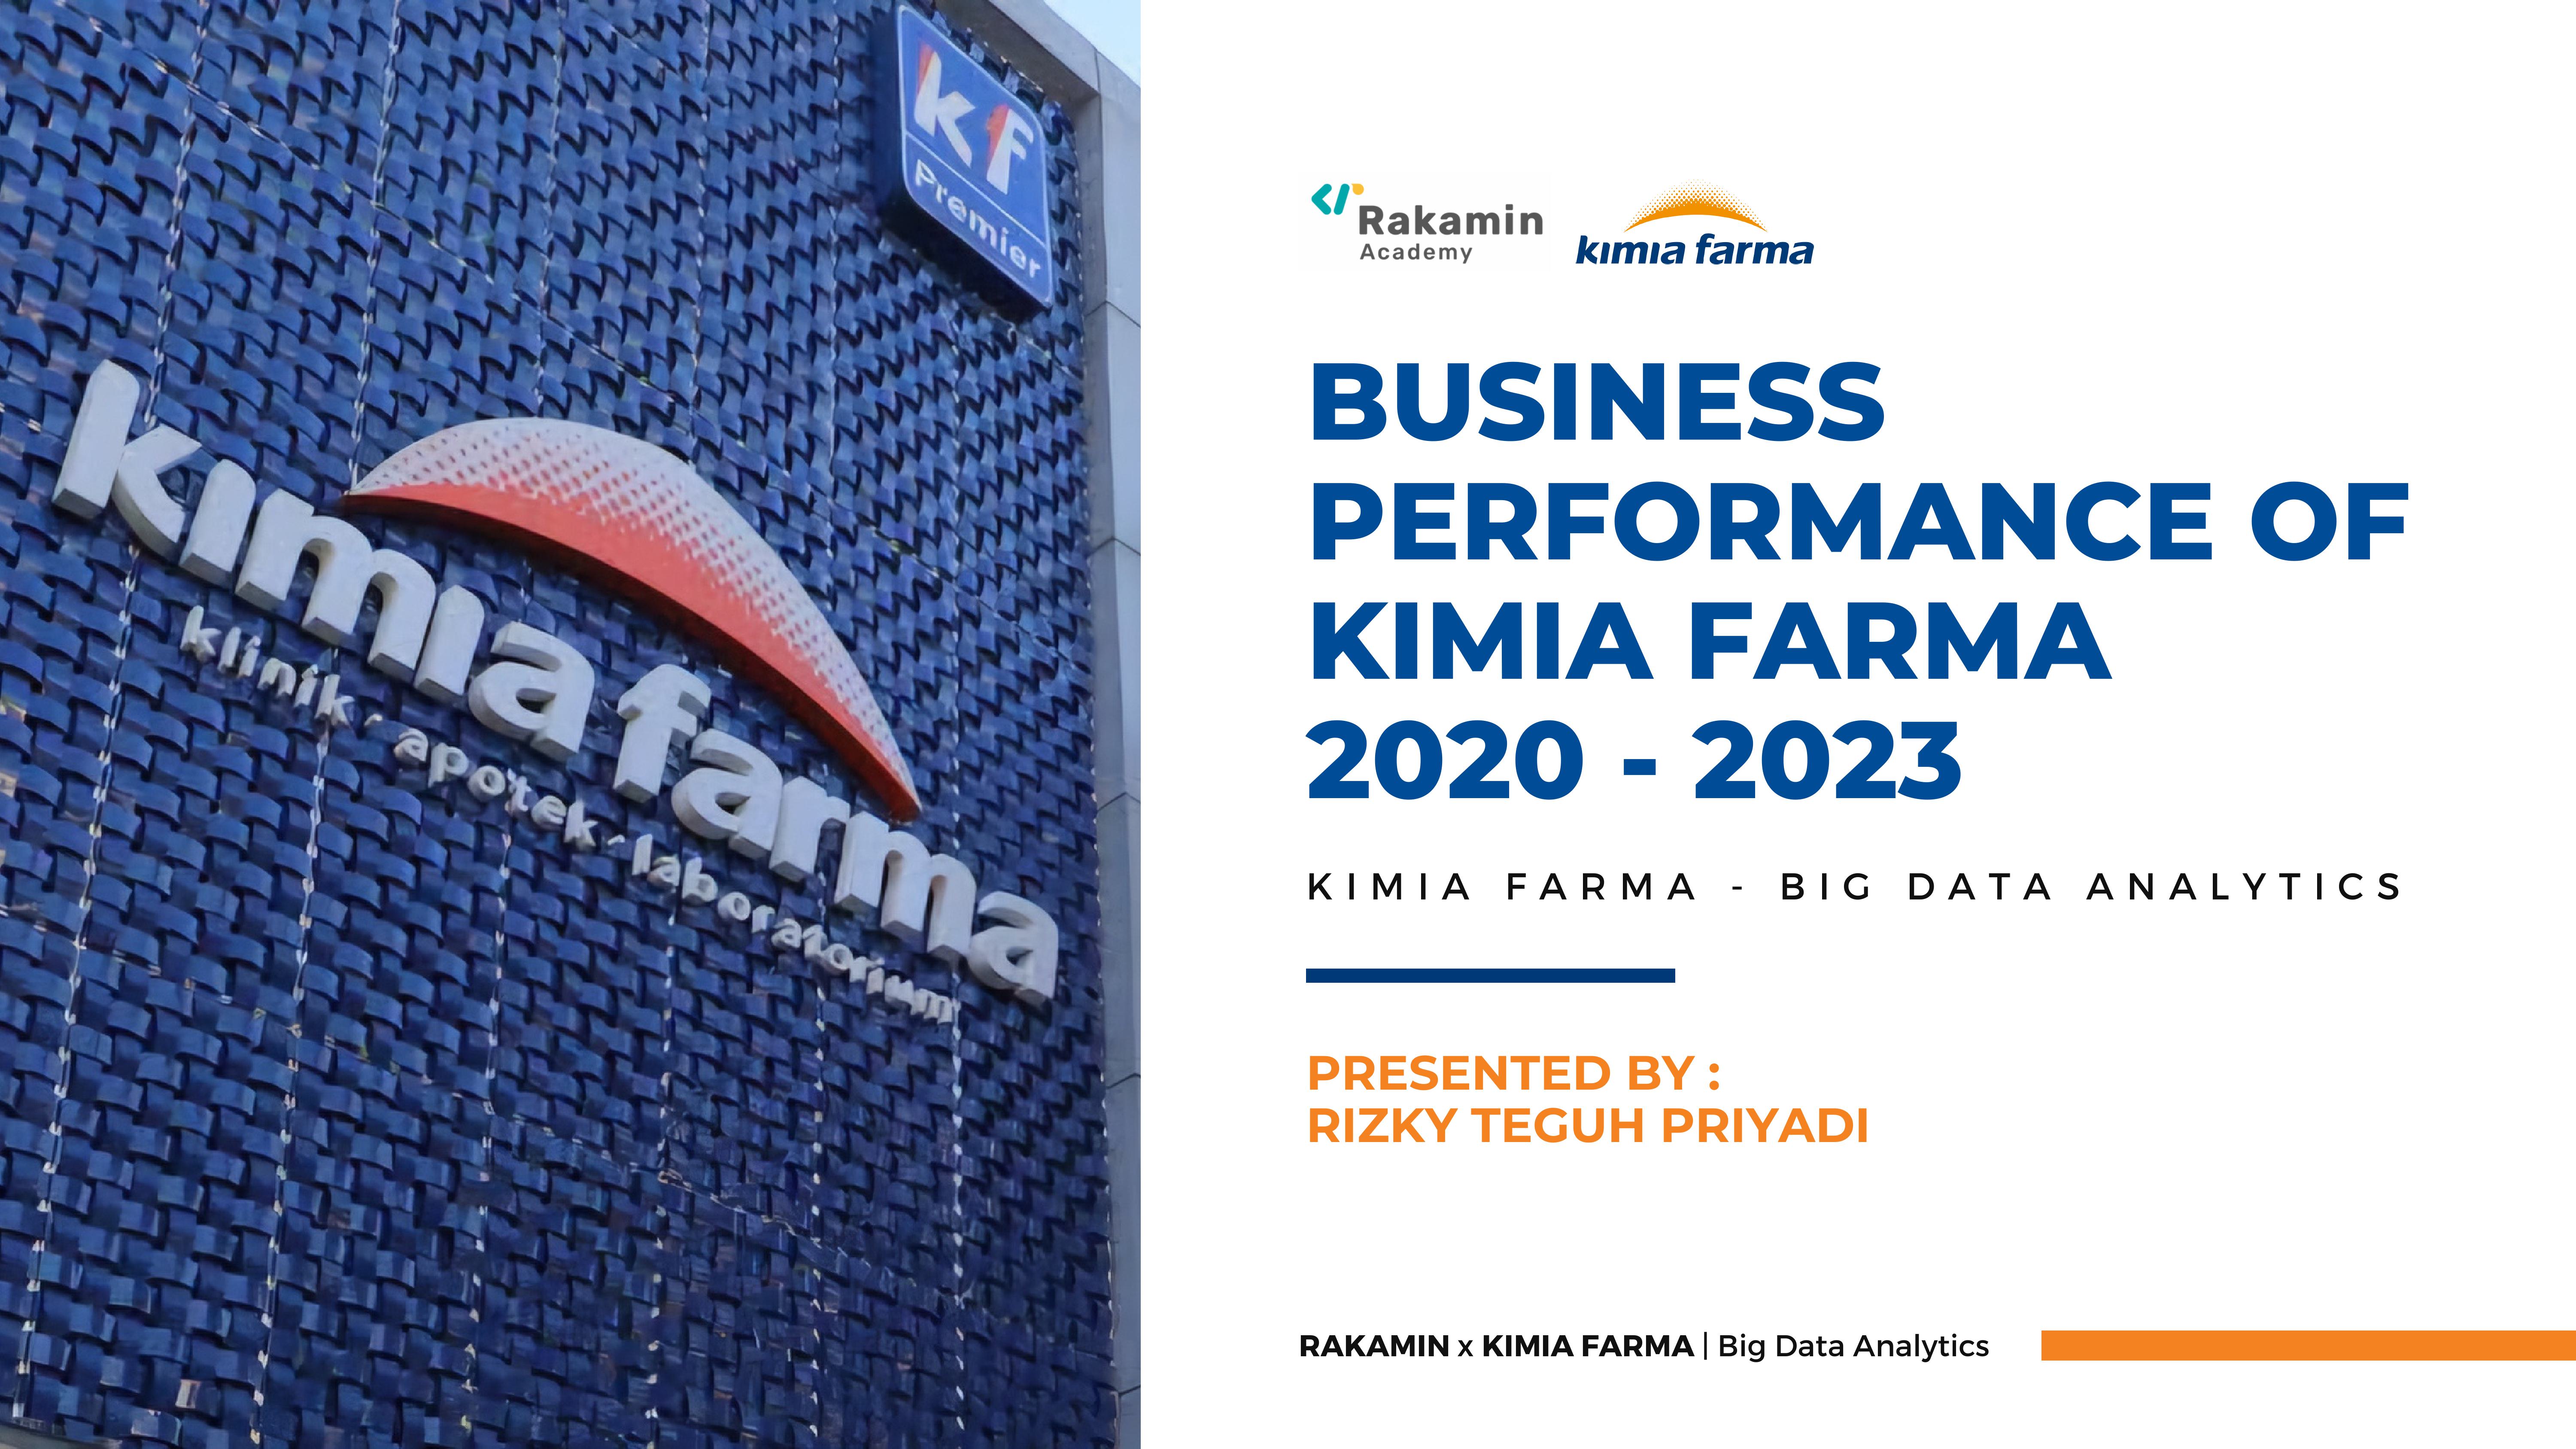 kf
Premier
kimia farma
klinik · apotek · laboratorium
Rakamin
Academy
kimia farma
BUSINESS
PERFORMANCE OF
KIMIA FARMA
2020 - 2023
KIMIA FARMA - BIG DATA ANALYTICS
PRESENTED BY :
RIZKY TEGUH PRIYADI
RAKAMIN x KIMIA FARMA | Big Data Analytics